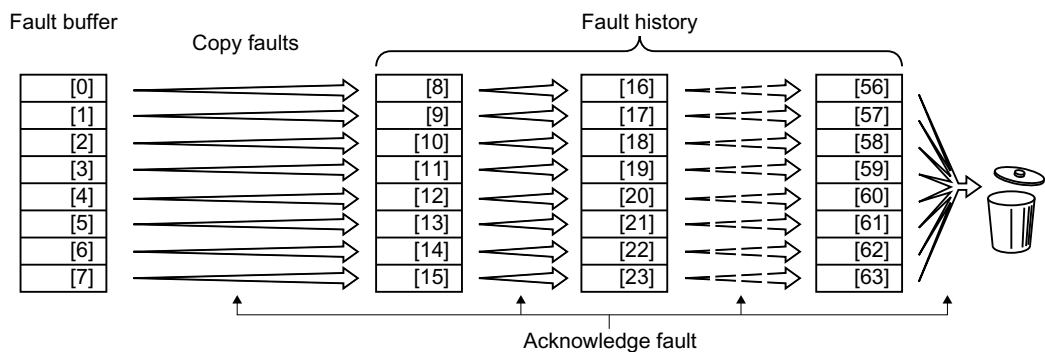 Fault buffer
Copy faults
Fault history
[0] [8] [16] [56]
[1] [9] [17] [57]
[2] [10] [18] [58]
[3] [11] [19] [59]
[4] [12] [20] [60]
[5] [13] [21] [61]
[6] [14] [22] [62]
[7] [15] [23] [63]
Acknowledge fault